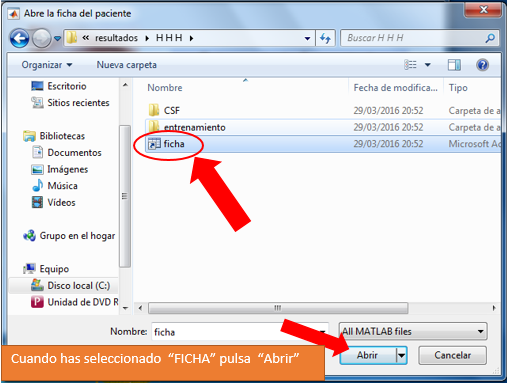 Abre la ficha del paciente
« resultados ▸ H H H ▸
Buscar H H H
Organizar ▾ Nueva carpeta
Nombre Fecha de modifica... Tipo
Escritorio
Sitios recientes
Bibliotecas
Documentos
Imágenes
Música
Vídeos
Grupo en el hogar
Equipo
Disco local (C:)
Unidad de DVD R
CSF 29/03/2016 20:52 Carpeta de a
entrenamiento 29/03/2016 20:52 Carpeta de a
ficha 29/03/2016 20:52 Microsoft Ac
Nombre: ficha
All MATLAB files
Abrir Cancelar
Cuando has seleccionado “FICHA” pulsa “Abrir”